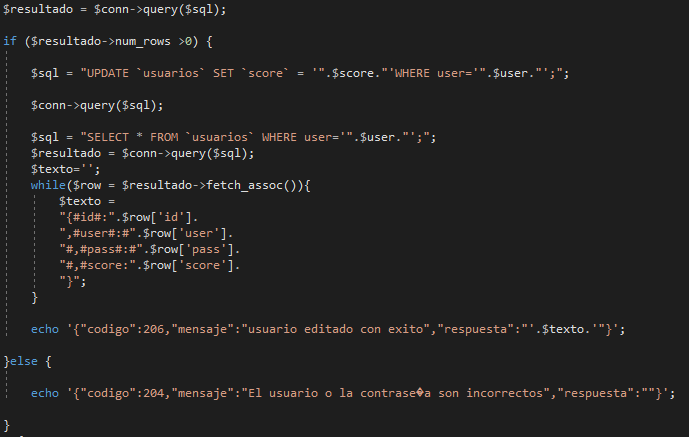 $resultado = $conn->query($sql);
if ($resultado->num_rows >0) {
$sql = "UPDATE `usuarios` SET `score` = '".$score."'WHERE user='".$user."';";
$conn->query($sql);
$sql = "SELECT * FROM `usuarios` WHERE user='".$user."';";
$resultado = $conn->query($sql);
$texto='';
while($row = $resultado->fetch_assoc()){
$texto =
"{#id#:".$row['id'].
",#user#:#".$row['user'].
"#,#pass#:#".$row['pass'].
"#,#score:".$row['score'].
"}";
}
echo '{"codigo":206,"mensaje":"usuario editado con exito","respuesta":"'.$texto.'"}';
}else {
echo '{"codigo":204,"mensaje":"El usuario o la contrase�a son incorrectos","respuesta":""}';
}